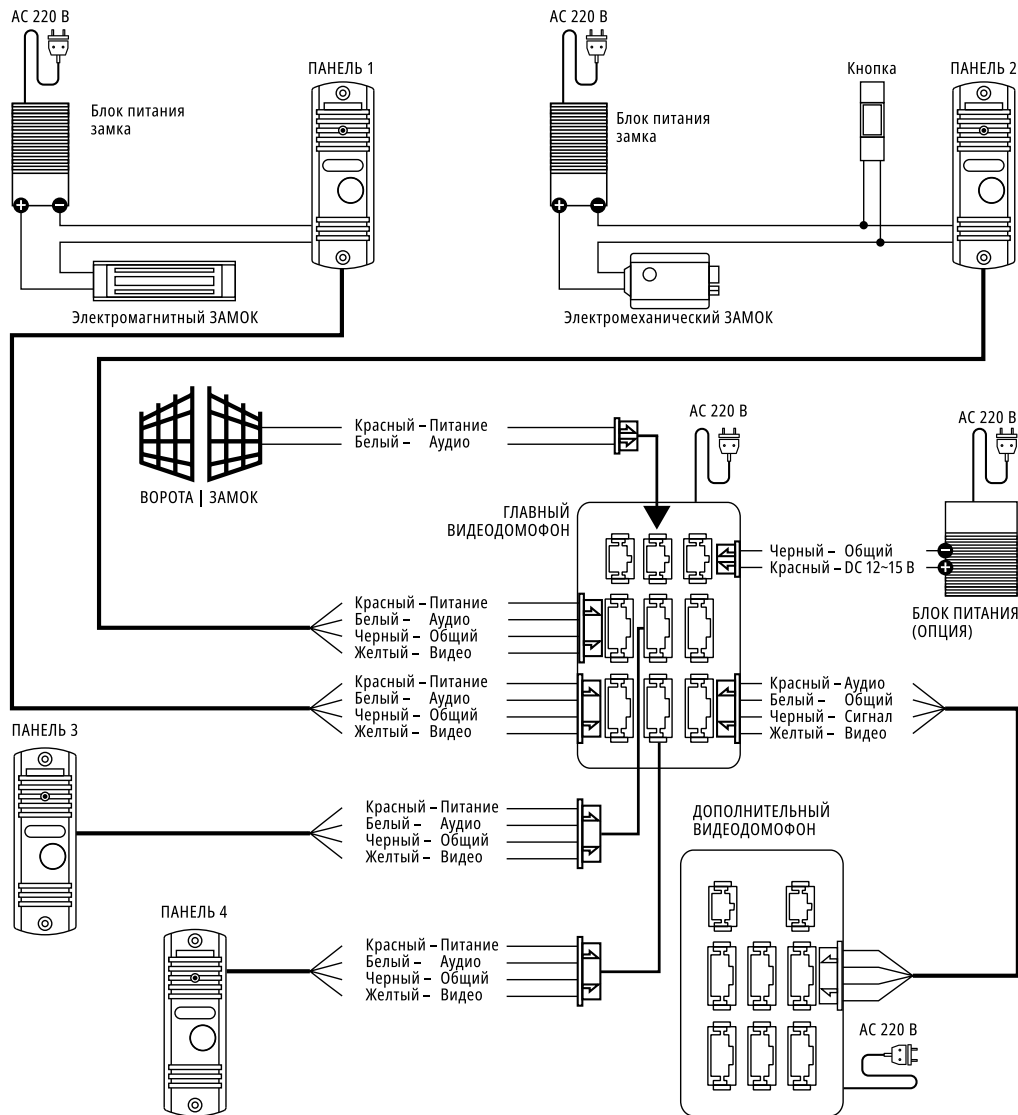 AC 220 В
AC 220 В
ПАНЕЛЬ 1
Кнопка
ПАНЕЛЬ 2
Блок питания
замка
Блок питания
замка
Электромагнитный ЗАМОК
Электромеханический ЗАМОК
Красный – Питание
Белый – Аудио
AC 220 В
AC 220 В
ВОРОТА | ЗАМОК
ГЛАВНЫЙ
ВИДЕОДОМОФОН
Черный – Общий
Красный – DC 12~15 В
БЛОК ПИТАНИЯ
(ОПЦИЯ)
Красный – Питание
Белый – Аудио
Черный – Общий
Желтый – Видео
Красный – Питание
Белый – Аудио
Черный – Общий
Желтый – Видео
Красный – Аудио
Белый – Общий
Черный – Сигнал
Желтый – Видео
ПАНЕЛЬ 3
Красный – Питание
Белый – Аудио
Черный – Общий
Желтый – Видео
ДОПОЛНИТЕЛЬНЫЙ
ВИДЕОДОМОФОН
ПАНЕЛЬ 4
Красный – Питание
Белый – Аудио
Черный – Общий
Желтый – Видео
AC 220 В